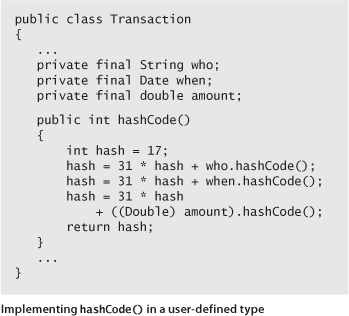 public class Transaction
{
...
private final String who;
private final Date when;
private final double amount;
public int hashCode()
{
int hash = 17;
hash = 31 * hash + who.hashCode();
hash = 31 * hash + when.hashCode();
hash = 31 * hash
+ ((Double) amount).hashCode();
return hash;
}
...
}
Implementing hashCode() in a user-defined type